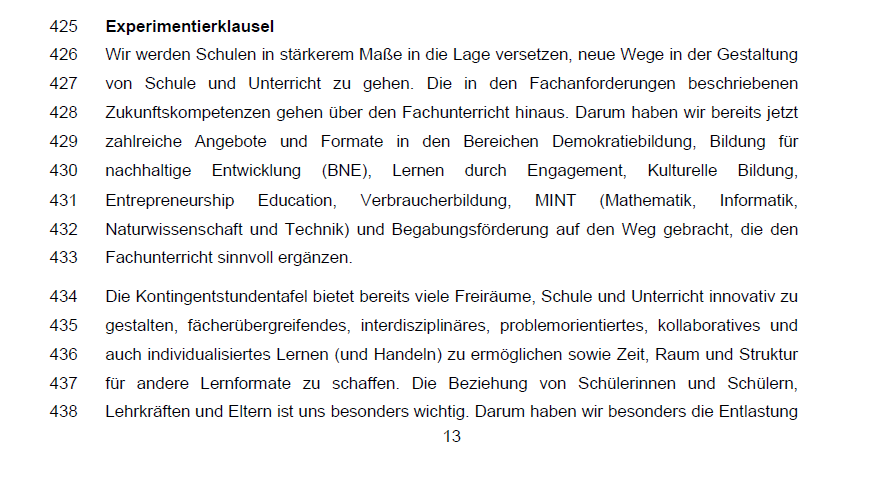 425 Experimentierklausel
426 Wir werden Schulen in stärkerem Maße in die Lage versetzen, neue Wege in der Gestaltung
427 von Schule und Unterricht zu gehen. Die in den Fachanforderungen beschriebenen
428 Zukunftskompetenzen gehen über den Fachunterricht hinaus. Darum haben wir bereits jetzt
429 zahlreiche Angebote und Formate in den Bereichen Demokratiebildung, Bildung für
430 nachhaltige Entwicklung (BNE), Lernen durch Engagement, Kulturelle Bildung,
431 Entrepreneurship Education, Verbraucherbildung, MINT (Mathematik, Informatik,
432 Naturwissenschaft und Technik) und Begabungsförderung auf den Weg gebracht, die den
433 Fachunterricht sinnvoll ergänzen.
434 Die Kontingentstundentafel bietet bereits viele Freiräume, Schule und Unterricht innovativ zu
435 gestalten, fächerübergreifendes, interdisziplinäres, problemorientiertes, kollaboratives und
436 auch individualisiertes Lernen (und Handeln) zu ermöglichen sowie Zeit, Raum und Struktur
437 für andere Lernformate zu schaffen. Die Beziehung von Schülerinnen und Schülern,
438 Lehrkräften und Eltern ist uns besonders wichtig. Darum haben wir besonders die Entlastung
13